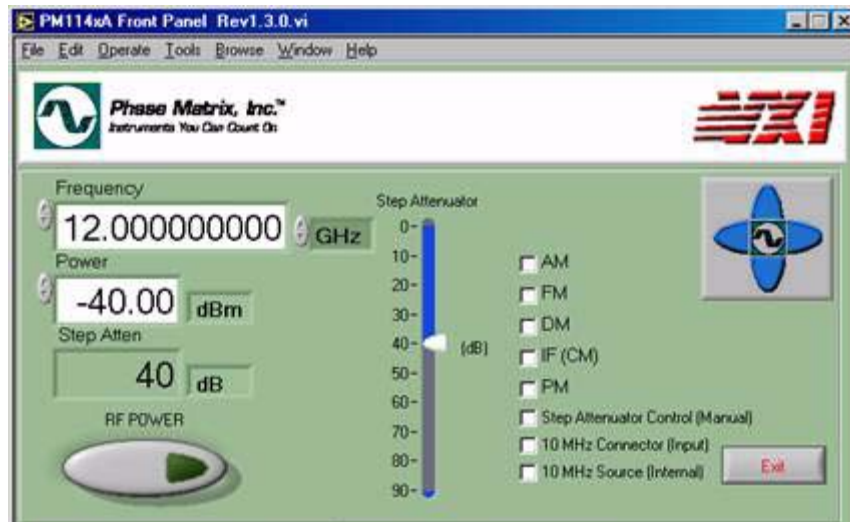 PM114xA Front Panel Rev1.3.0.vi
File Edit Operate Tools Browse Window Help
Phase Matrix, Inc.™
Instruments You Can Count On
VXI
Frequency
12.000000000 GHz
Power
-40.00 dBm
Step Atten
40 dB
RF POWER
Step Attenuator
0-
10-
20-
30-
40-
50-
60-
70-
80-
90-
(dB)
AM
FM
DM
IF (CM)
PM
Step Attenuator Control (Manual)
10 MHz Connector (Input)
10 MHz Source (Internal)
Exit